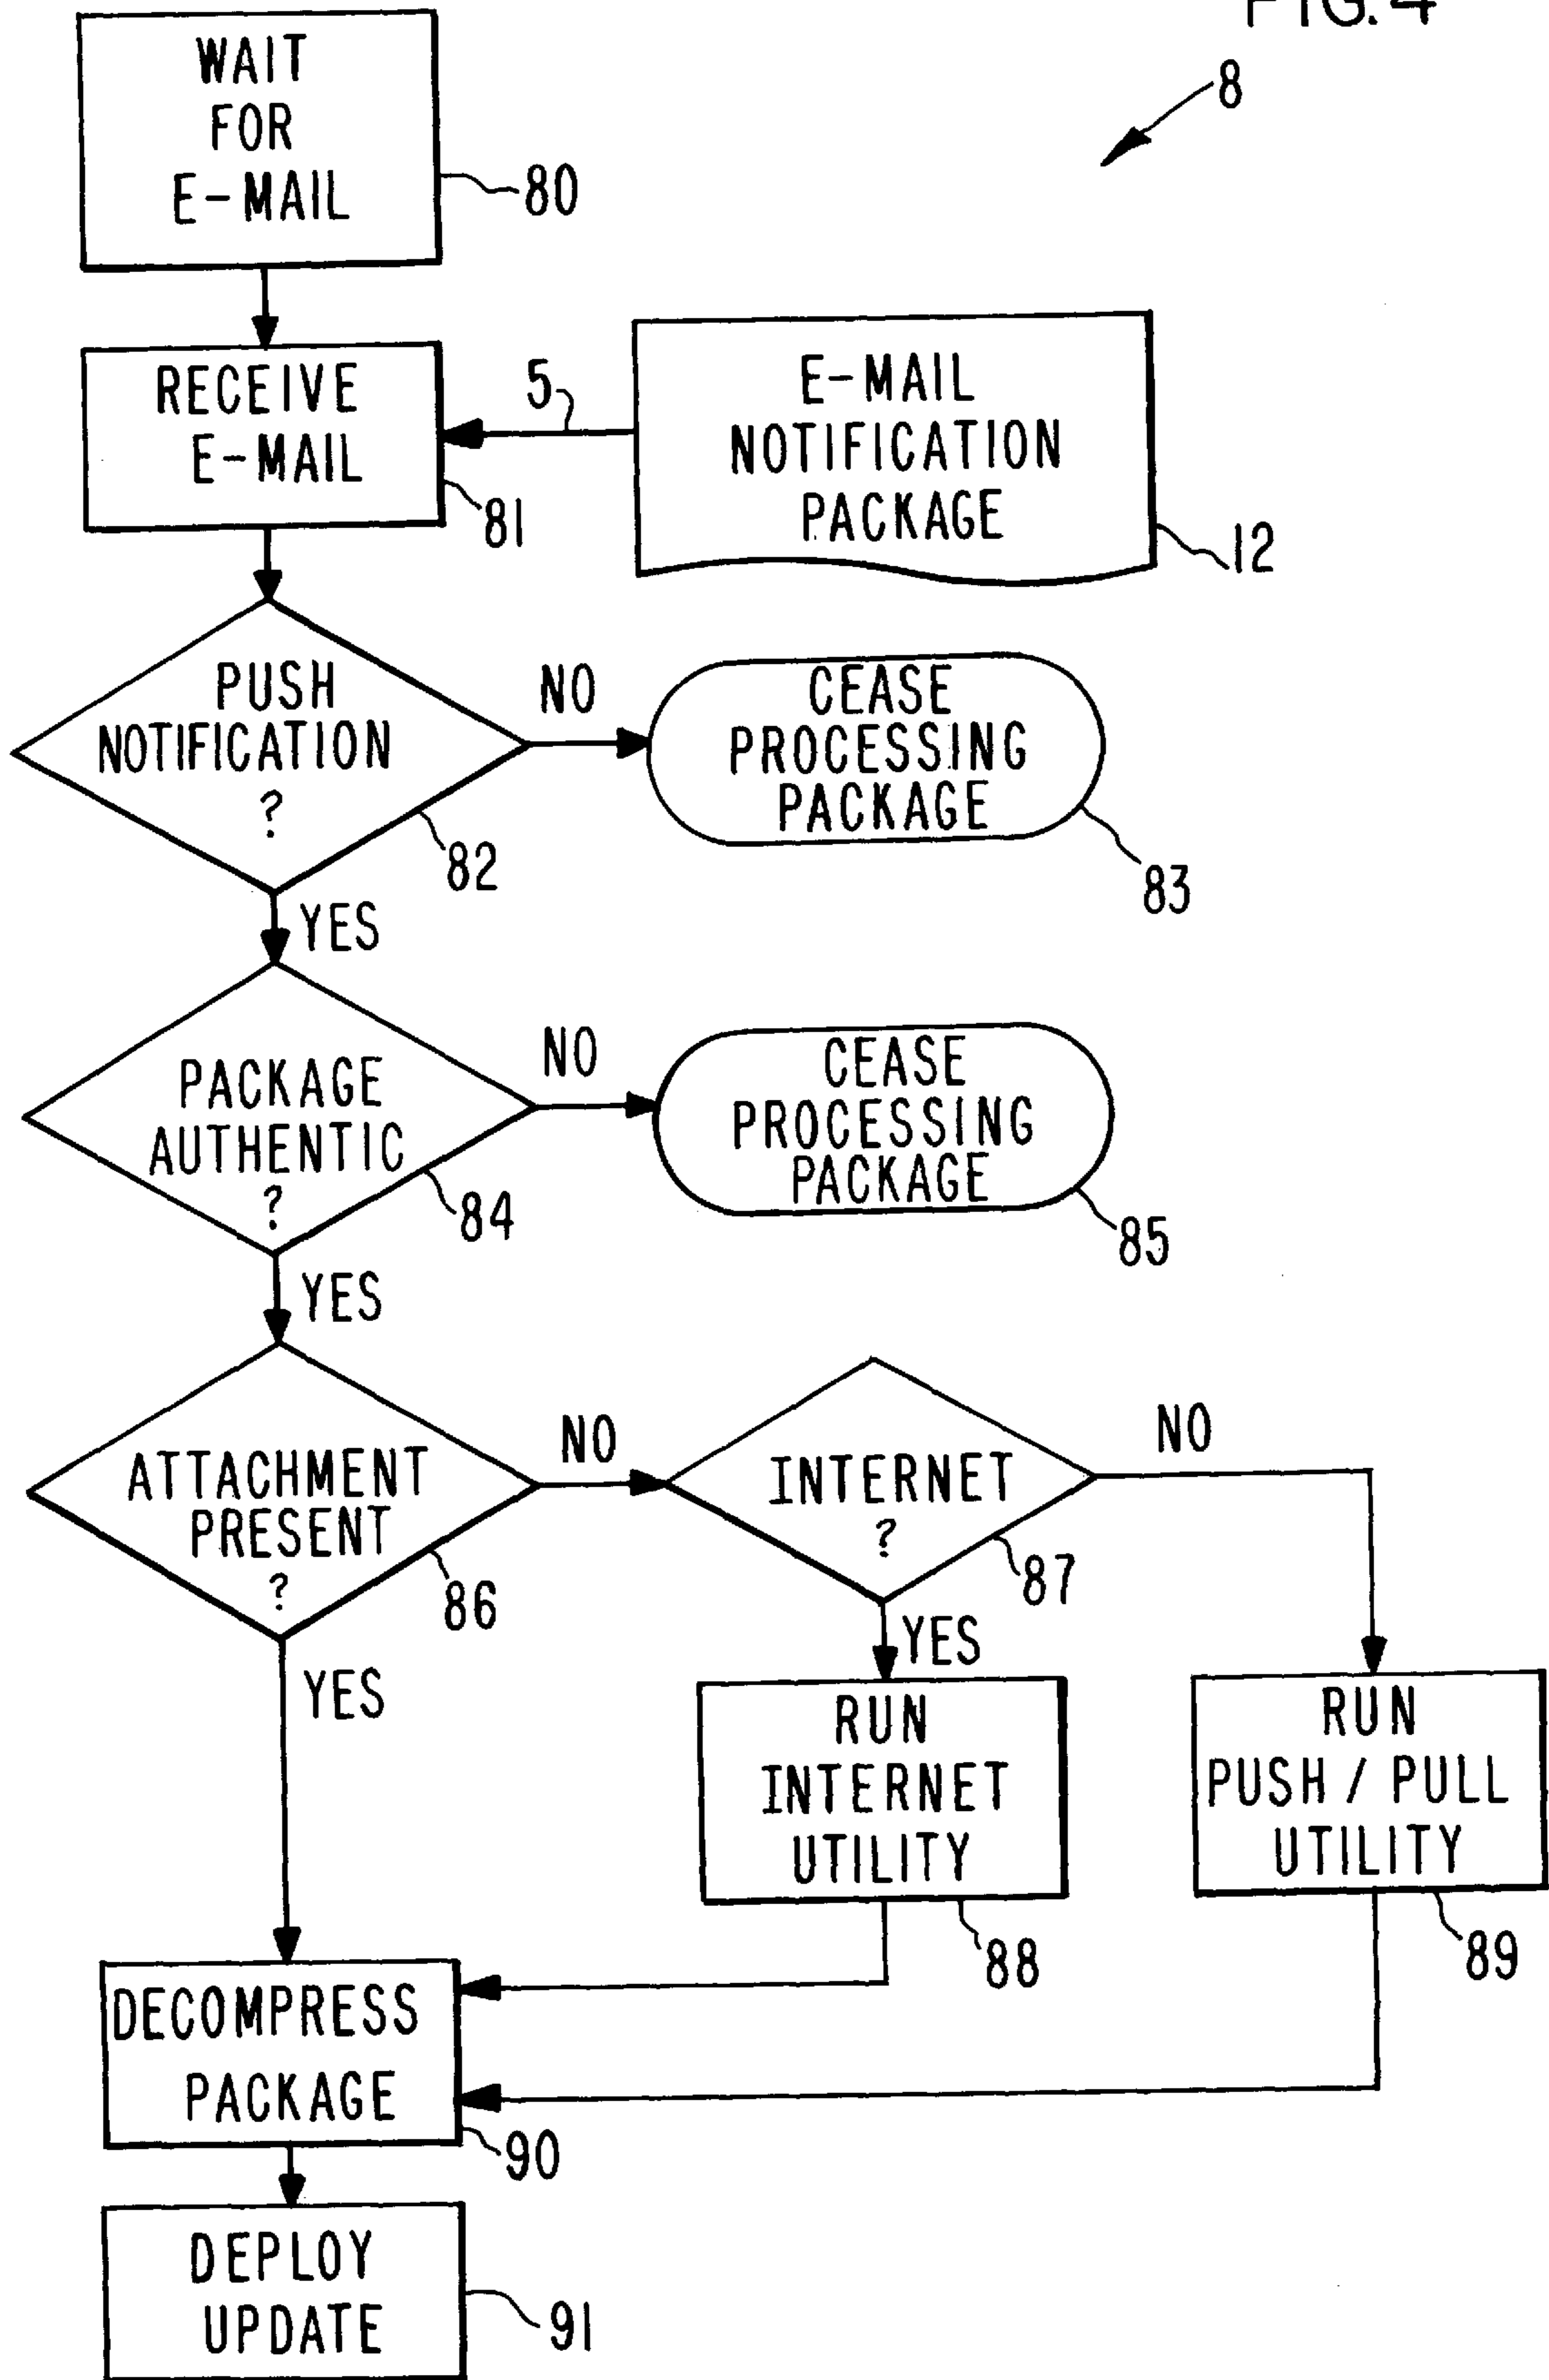 FIG. 4
8
WAIT
FOR
E-MAIL
80
RECEIVE
E-MAIL
81
5
E-MAIL
NOTIFICATION
PACKAGE
12
PUSH
NOTIFICATION
?
82
NO
CEASE
PROCESSING
PACKAGE
83
YES
PACKAGE
AUTHENTIC
?
84
NO
CEASE
PROCESSING
PACKAGE
85
YES
ATTACHMENT
PRESENT
?
86
NO
INTERNET
?
87
NO
YES
YES
RUN
INTERNET
UTILITY
88
RUN
PUSH / PULL
UTILITY
89
DECOMPRESS
PACKAGE
90
DEPLOY
UPDATE
91